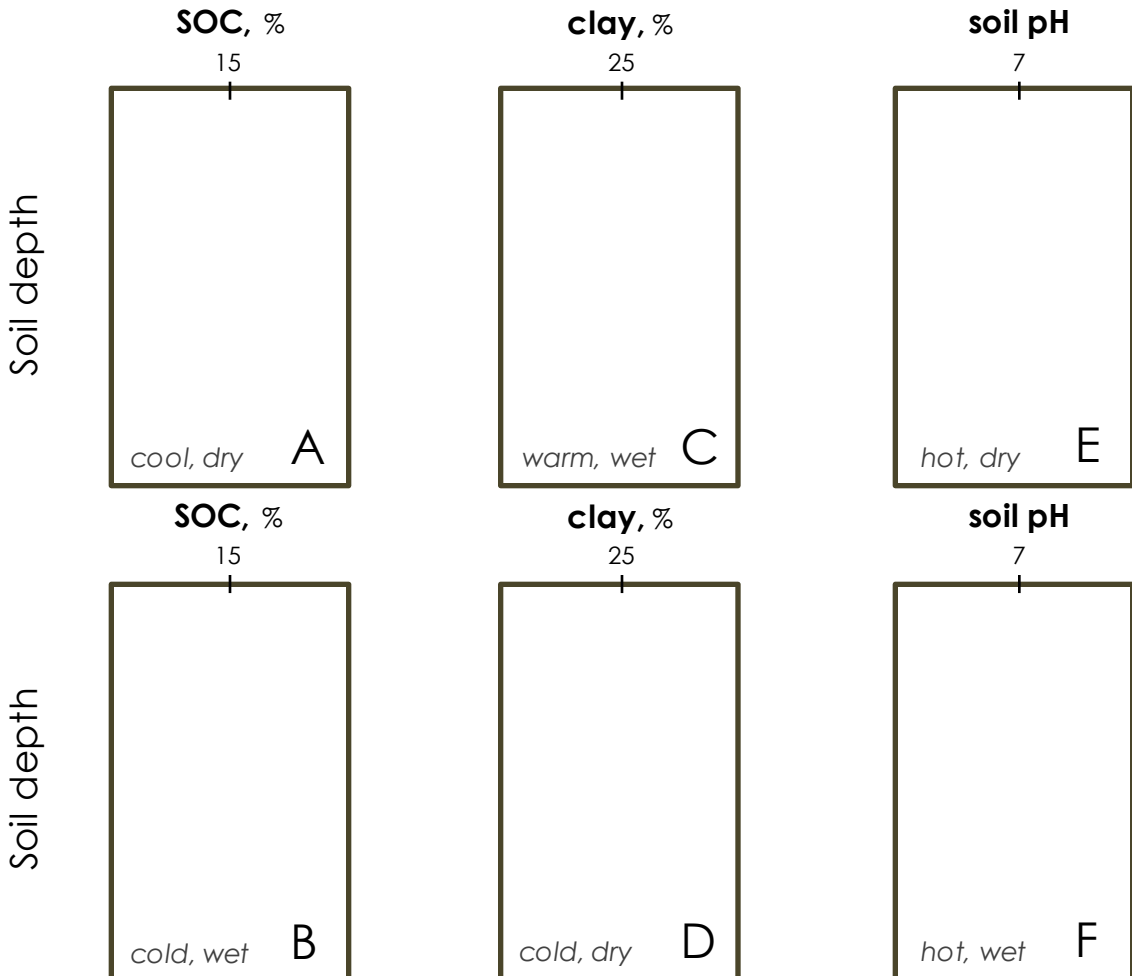 SOC, %
15
clay, %
25
soil pH
7
Soil depth
cool, dry A
warm, wet C
hot, dry E
SOC, %
15
clay, %
25
soil pH
7
Soil depth
cold, wet B
cold, dry D
hot, wet F